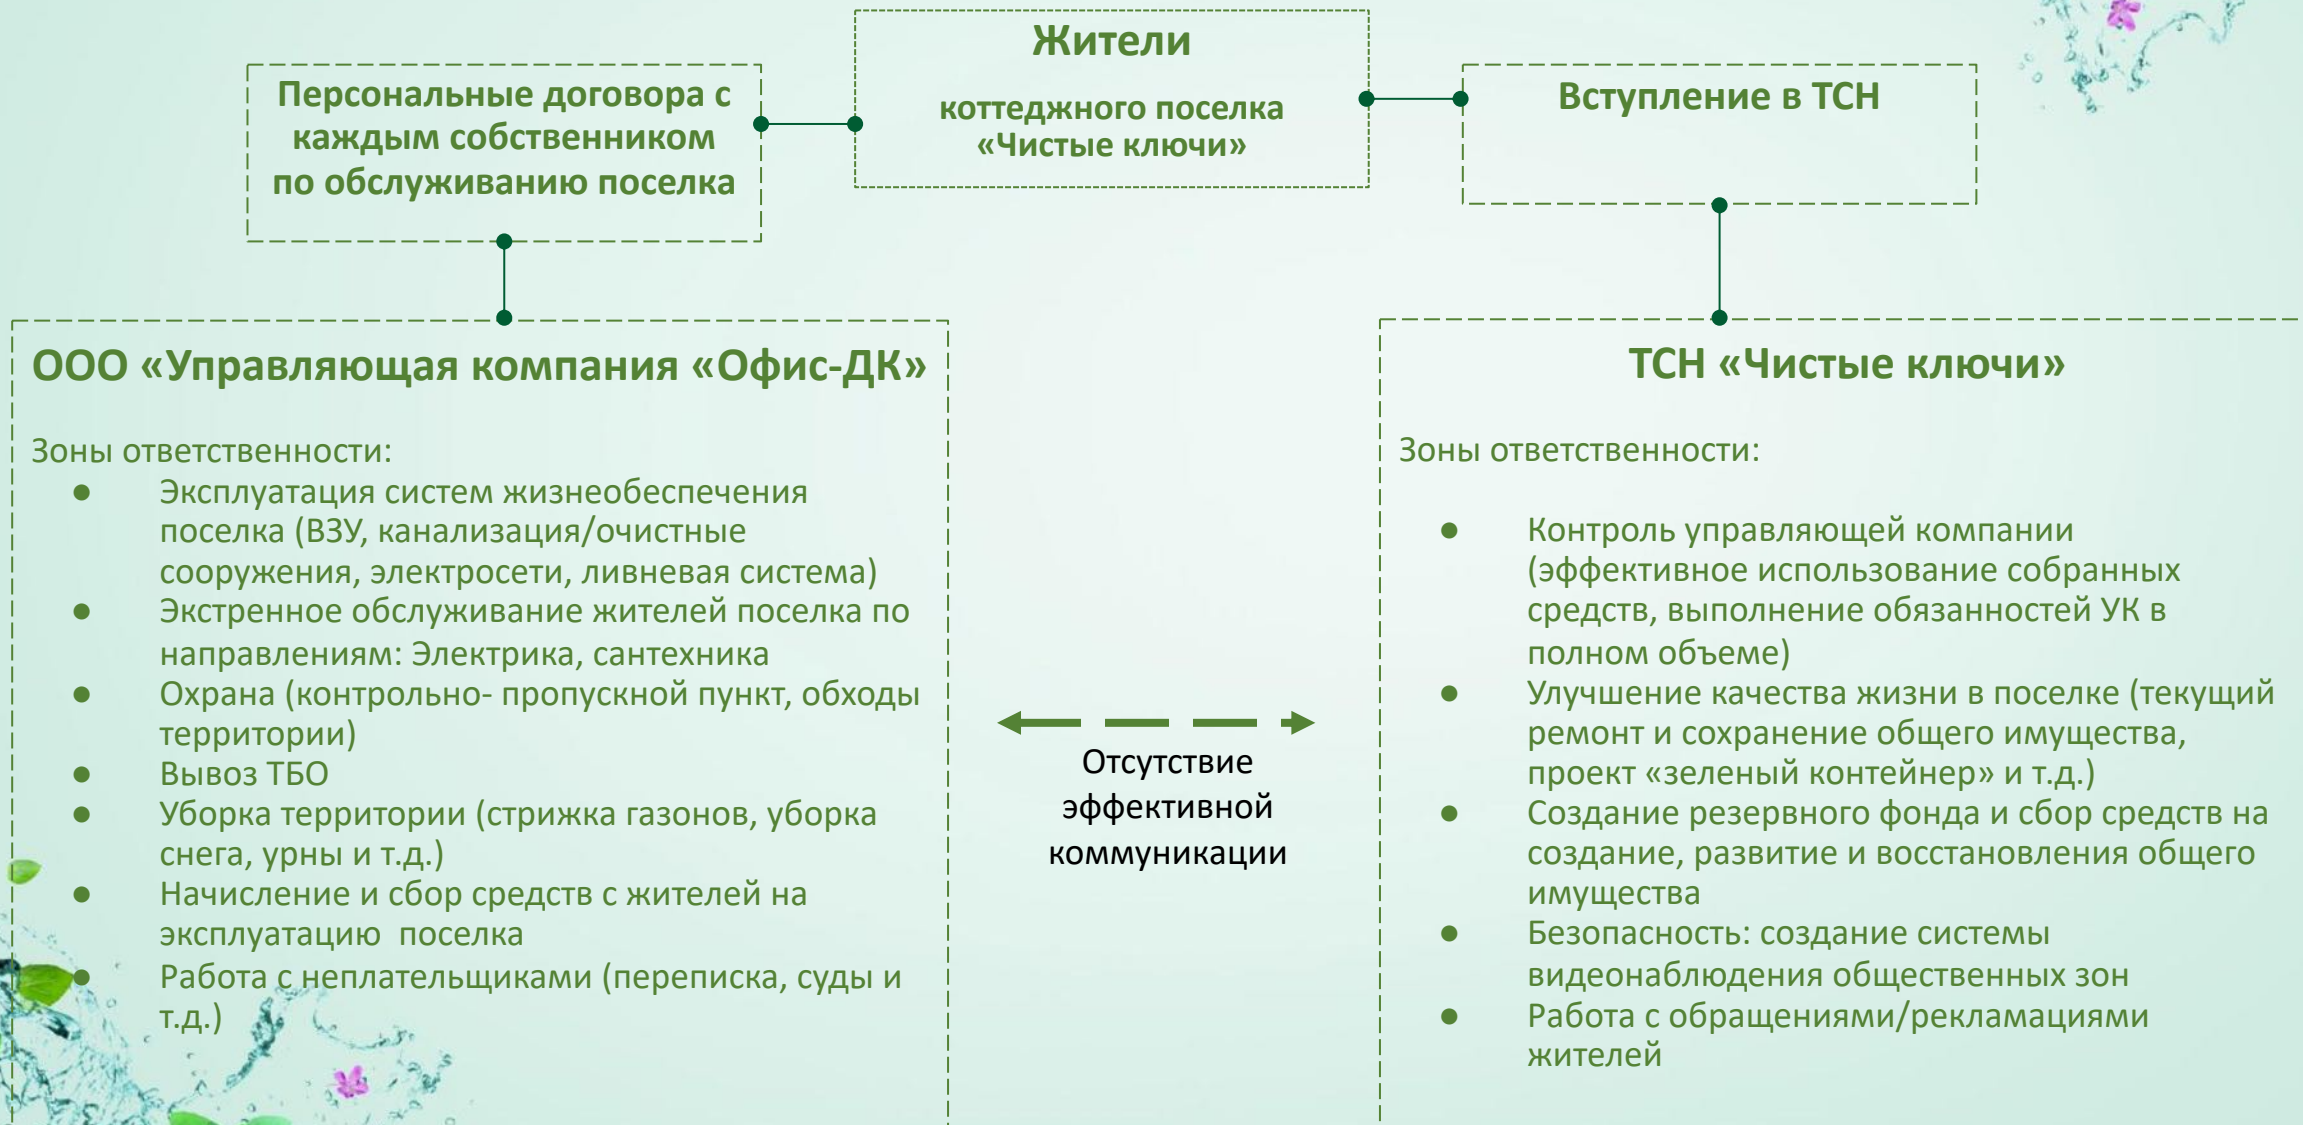 Жители
коттеджного поселка
«Чистые ключи»
Персональные договора с
каждым собственником
по обслуживанию поселка
Вступление в ТСН
ООО «Управляющая компания «Офис-ДК»
Зоны ответственности:
● Эксплуатация систем жизнеобеспечения
поселка (ВЗУ, канализация/очистные
сооружения, электросети, ливневая система)
● Экстренное обслуживание жителей поселка по
направлениям: Электрика, сантехника
● Охрана (контрольно- пропускной пункт, обходы
территории)
● Вывоз ТБО
● Уборка территории (стрижка газонов, уборка
снега, урны и т.д.)
● Начисление и сбор средств с жителей на
эксплуатацию поселка
● Работа с неплательщиками (переписка, суды и
т.д.)
Отсутствие
эффективной
коммуникации
ТСН «Чистые ключи»
Зоны ответственности:
● Контроль управляющей компании
(эффективное использование собранных
средств, выполнение обязанностей УК в
полном объеме)
● Улучшение качества жизни в поселке (текущий
ремонт и сохранение общего имущества,
проект «зеленый контейнер» и т.д.)
● Создание резервного фонда и сбор средств на
создание, развитие и восстановления общего
имущества
● Безопасность: создание системы
видеонаблюдения общественных зон
● Работа с обращениями/рекламациями
жителей